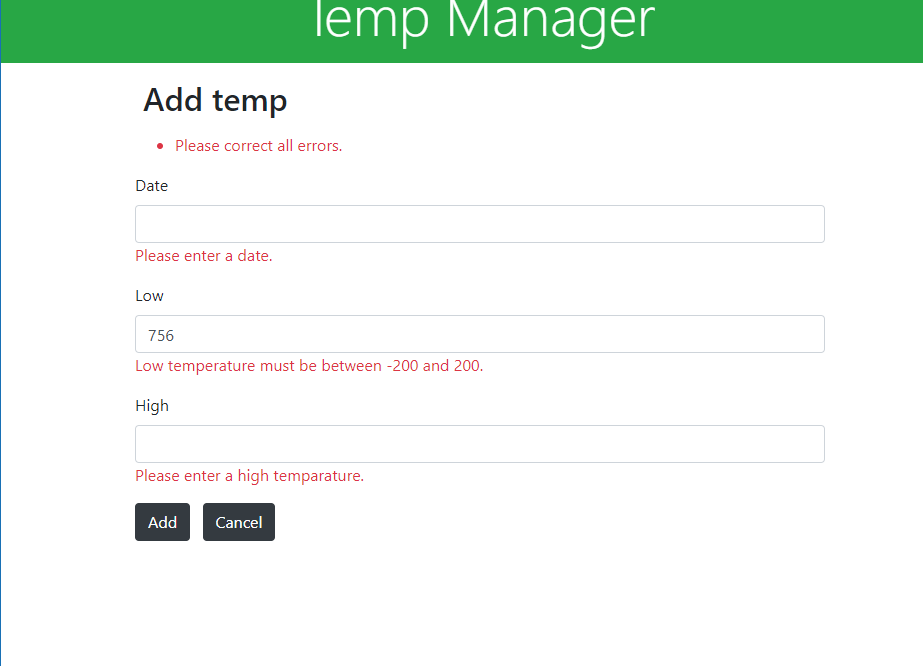 Temp Manager
Add temp
Please correct all errors.
Date
Please enter a date.
Low
756
Low temperature must be between -200 and 200.
High
Please enter a high temparature.
Add
Cancel